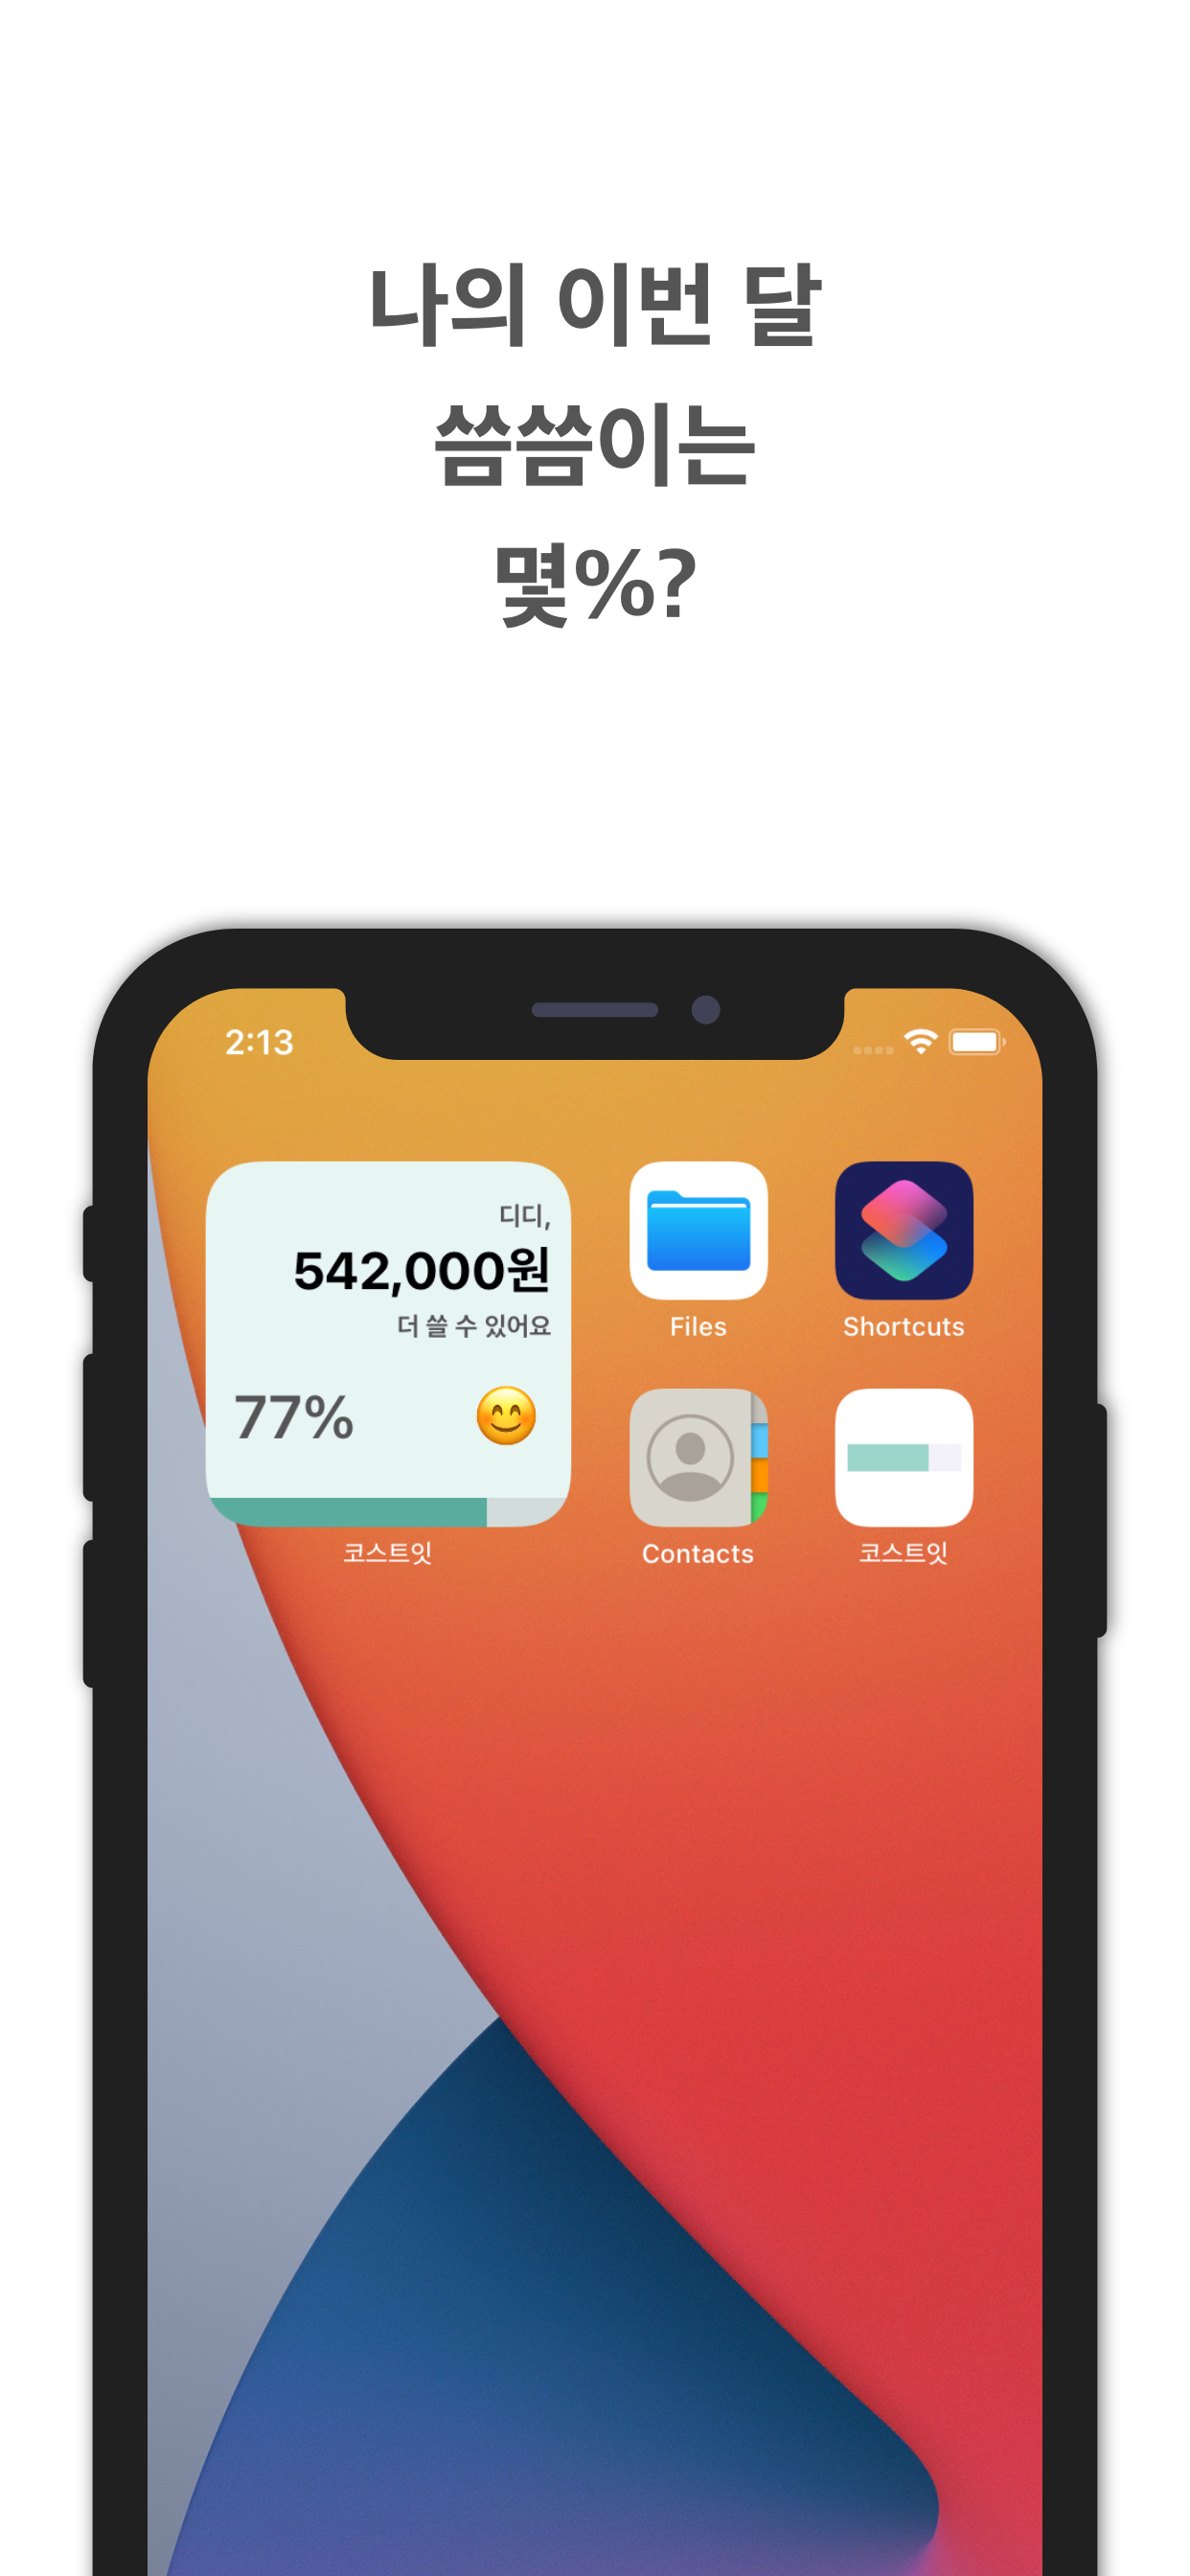 나의 이번 달
씀씀이는
몇%?
2:13
디디,
542,000원
더 쓸 수 있어요
77%
코스트잇
Files
Shortcuts
Contacts
코스트잇